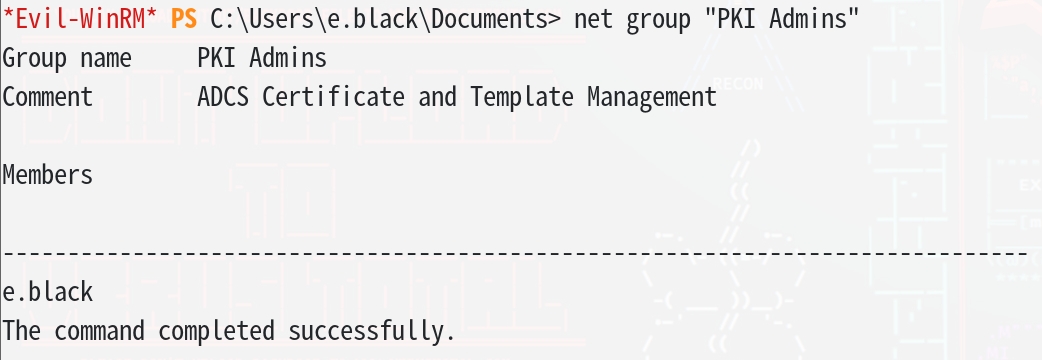 *Evil-WinRM* PS C:\Users\e.black\Documents> net group "PKI Admins"
Group name     PKI Admins
Comment        ADCS Certificate and Template Management
RECON
Members
-------------------------------------------------------------------------------
e.black
The command completed successfully.